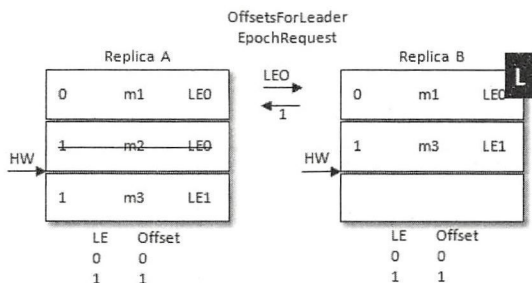 OffsetsForLeader
EpochRequest
Replica A
Replica B
LEO
1
L
0 m1 LE0
1 m2 LE0
1 m3 LE1
HW
LE Offset
0 0
1 1
0 m1 LE0
1 m3 LE1
HW
LE Offset
0 0
1 1